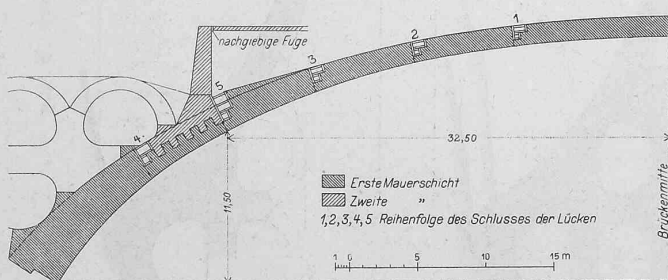 nachgiebige Fuge
1
2
3
5
4
32,50
11,50
Erste Mauerschicht
Zweite "
1,2,3,4,5 Reihenfolge des Schlusses der Lücken
Brückenmitte
1 0 5 10 15 m